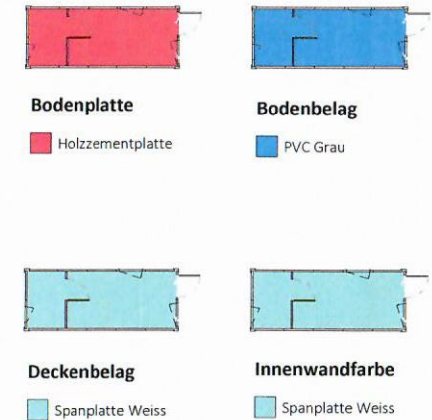 Bodenplatte
Holzzementplatte
Bodenbelag
PVC Grau
Deckenbelag
Spanplatte Weiss
Innenwandfarbe
Spanplatte Weiss